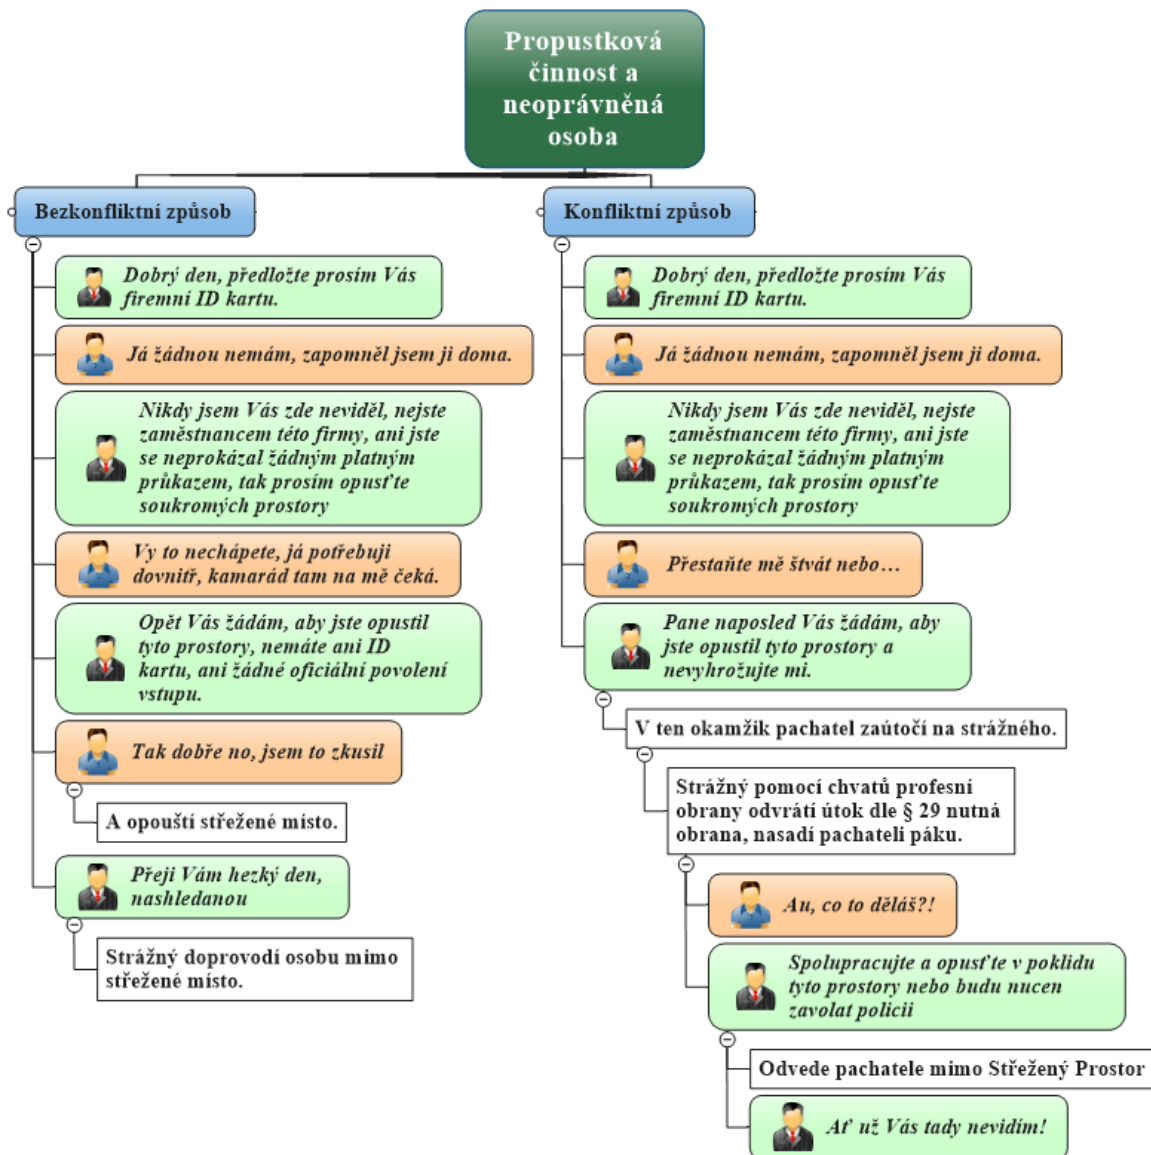 Propustková
činnost a
neoprávněná
osoba
Bezkonfliktní způsob
Dobrý den, předložte prosím Vás
firemní ID kartu.
Já žádnou nemám, zapomněl jsem ji doma.
Nikdy jsem Vás zde neviděl, nejste
zaměstnancem této firmy, ani jste
se neprokázal žádným platným
průkazem, tak prosím opusťte
soukromých prostory
Vy to nechápete, já potřebuji
dovnitř, kamarád tam na mě čeká.
Opět Vás žádám, aby jste opustil
tyto prostory, nemáte ani ID
kartu, ani žádné oficiální povolení
vstupu.
Tak dobře no, jsem to zkusil
A opouští střežené místo.
Přeji Vám hezký den,
nashledanou
Strážný doprovodí osobu mimo
střežené místo.
Konfliktní způsob
Dobrý den, předložte prosím Vás
firemní ID kartu.
Já žádnou nemám, zapomněl jsem ji doma.
Nikdy jsem Vás zde neviděl, nejste
zaměstnancem této firmy, ani jste
se neprokázal žádným platným
průkazem, tak prosím opusťte
soukromých prostory
Přestaňte mě štvát nebo…
Pane naposled Vás žádám, aby
jste opustil tyto prostory a
nevyhrožujte mi.
V ten okamžik pachatel zaútočí na strážného.
Strážný pomocí chvatů profesní
obrany odvrátí útok dle § 29 nutná
obrana, nasadí pachateli páku.
Au, co to děláš?!
Spolupracujte a opusťte v poklidu
tyto prostory nebo budu nucen
zavolat policii
Odvede pachatele mimo Střežený Prostor
Ať už Vás tady nevidím!